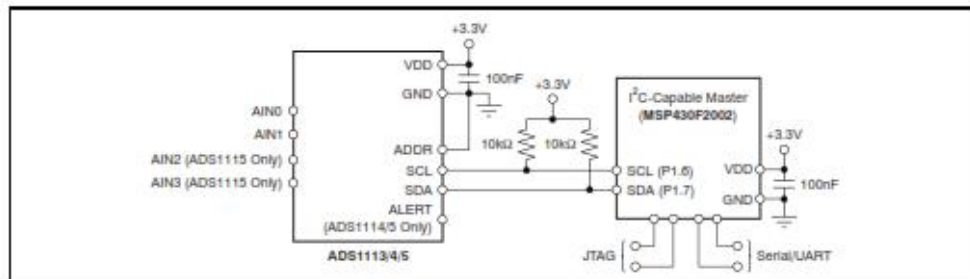 +3.3V
VDD
100nF
GND
+3.3V
I²C-Capable Master
(MSP430F2002)
AIN0
AIN1
AIN2 (ADS1115 Only)
AIN3 (ADS1115 Only)
ADDR
SCL
SDA
ALERT
(ADS1114/5 Only)
ADS1113/4/5
10kΩ
10kΩ
SCL (P1.6)
SDA (P1.7)
+3.3V
VDD
100nF
GND
JTAG
Serial/UART